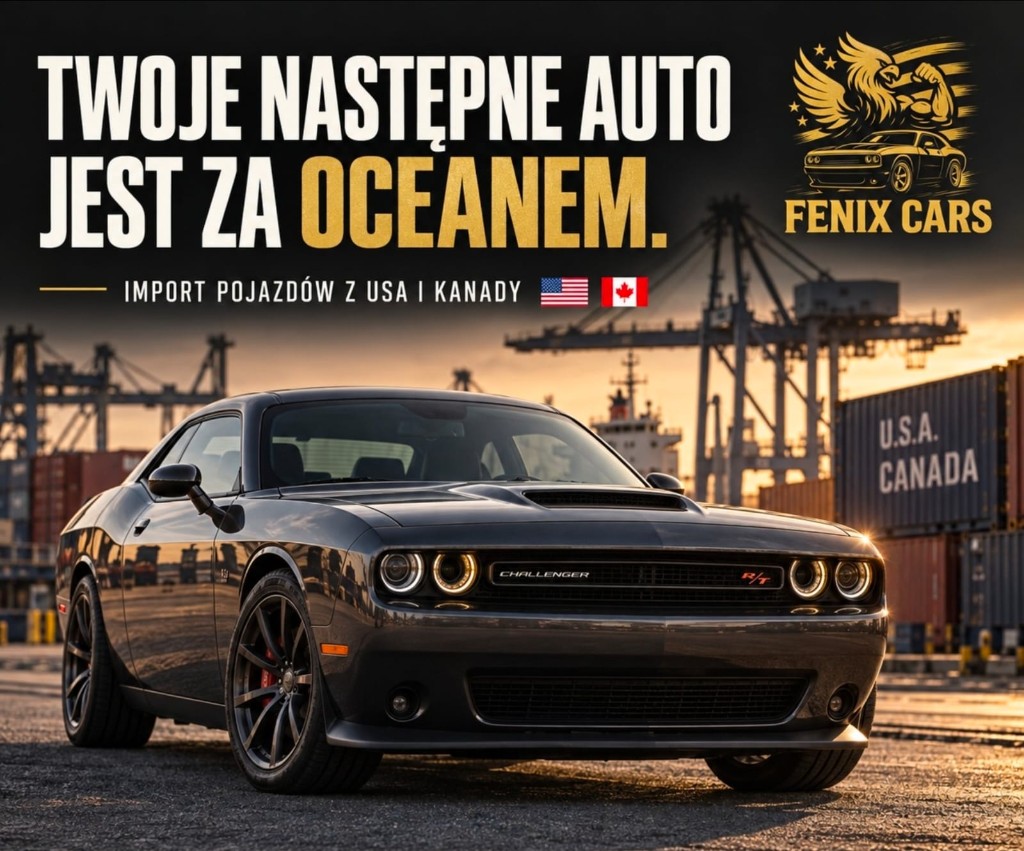 TWOJE NASTĘPNE AUTO
JEST ZA OCEANEM.
IMPORT POJAZDÓW Z USA I KANADY
FENIX CARS
U.S.A.
CANADA
CHALLENGER
R/T